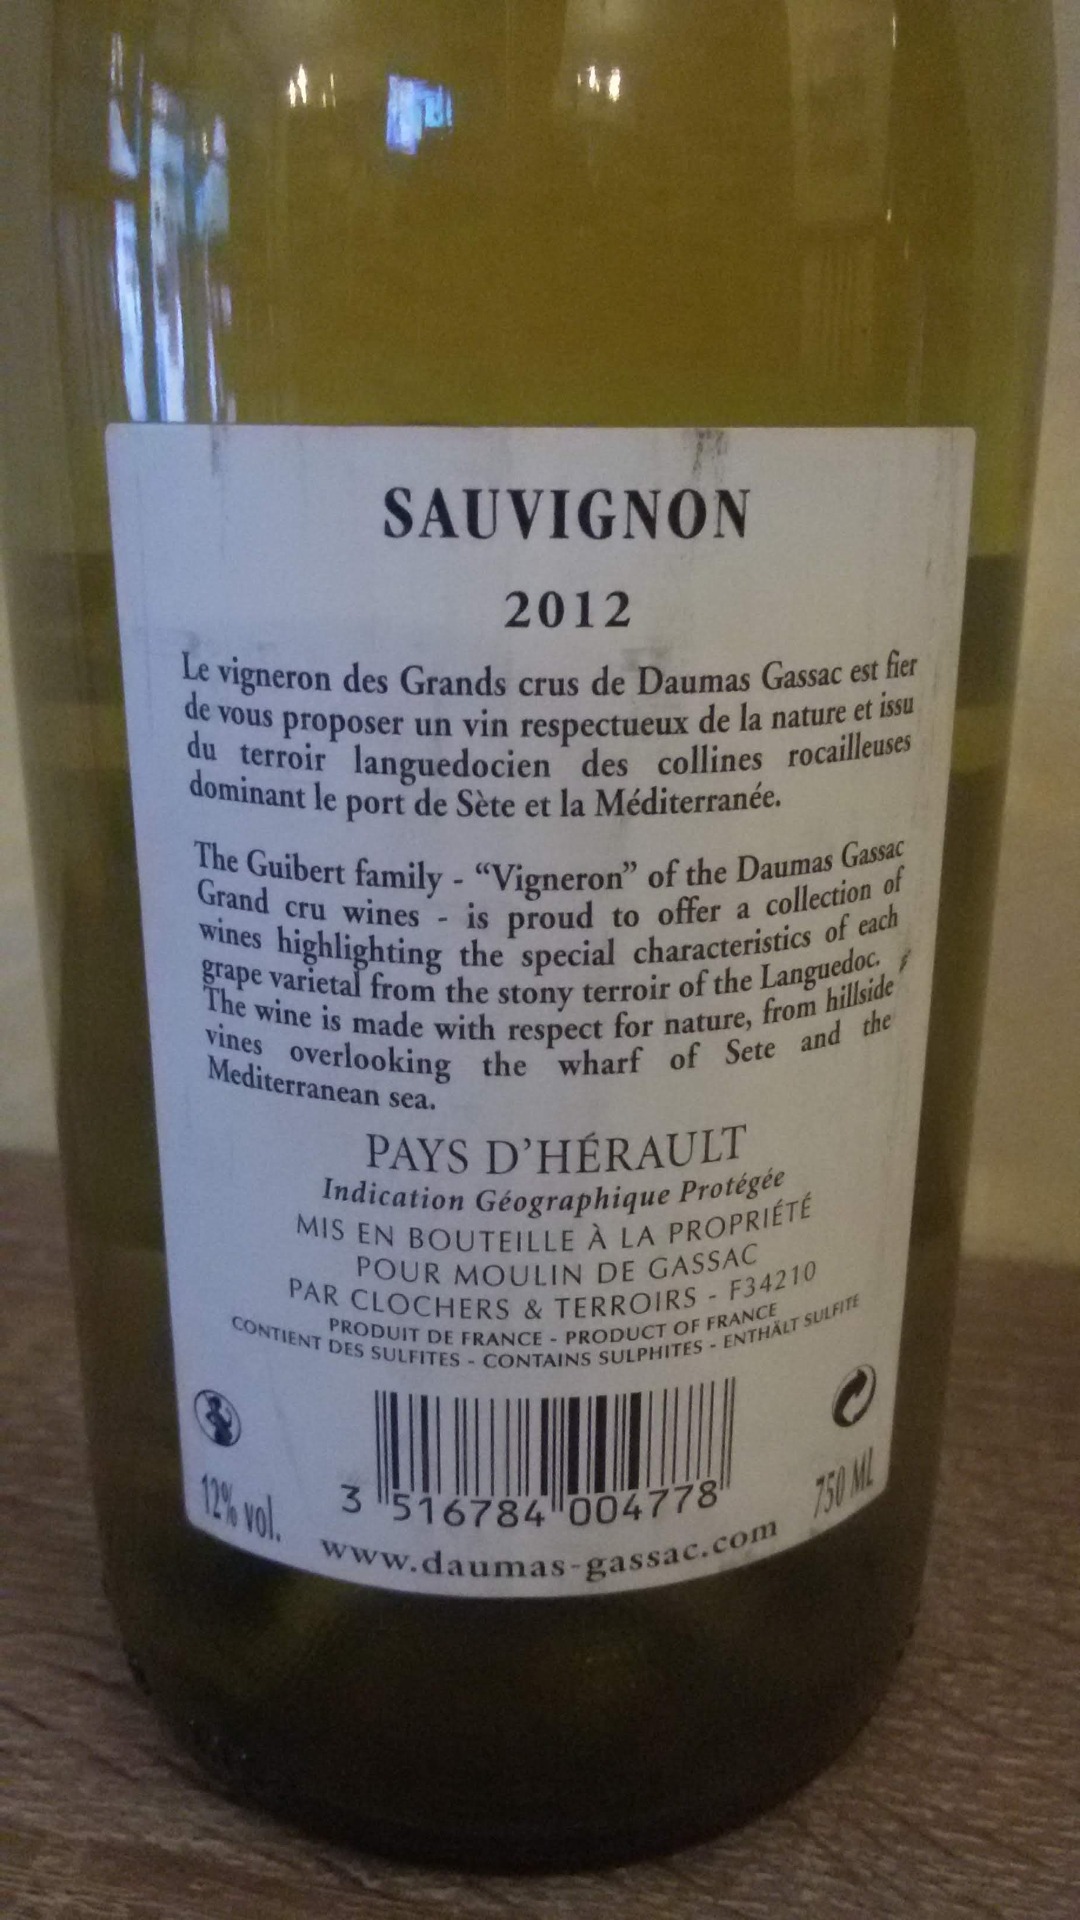 SAUVIGNON
2012
Le vigneron des Grands crus de Daumas Gassac est fier
de vous proposer un vin respectueux de la nature et issu
du terroir languedocien des collines rocailleuses
dominant le port de Sète et la Méditerranée.
The Guibert family - “Vigneron” of the Daumas Gassac
Grand cru wines - is proud to offer a collection of
wines highlighting the special characteristics of each
grape varietal from the stony terroir of the Languedoc.
The wine is made with respect for nature, from hillside
vines overlooking the wharf of Sete and the
Mediterranean sea.
PAYS D’HÉRAULT
Indication Géographique Protégée
MIS EN BOUTEILLE À LA PROPRIÉTÉ
POUR MOULIN DE GASSAC
PAR CLOCHERS & TERROIRS - F34210
PRODUIT DE FRANCE - PRODUCT OF FRANCE
CONTIENT DES SULFITES - CONTAINS SULPHITES - ENTHÄLT SULFITE
12% vol.
3 516784 004778
750 ML
www.daumas-gassac.com